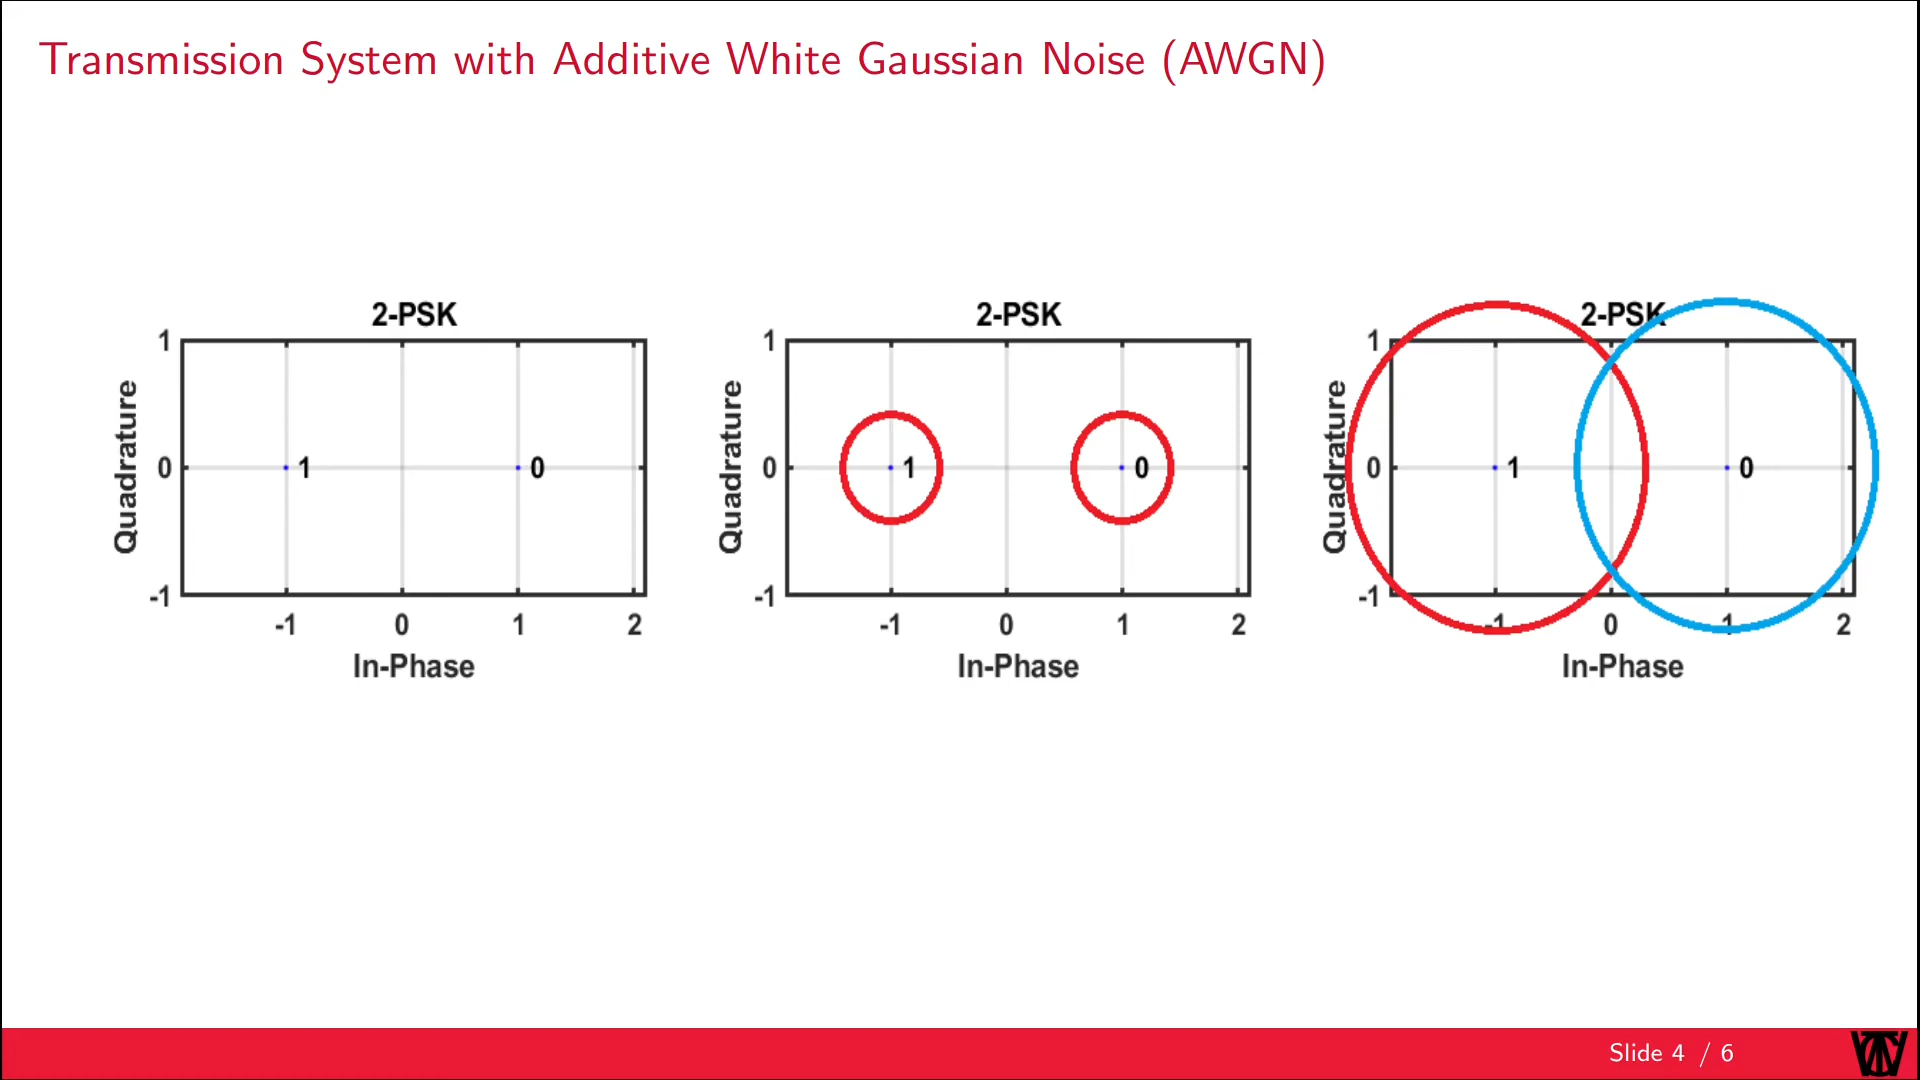 Transmission System with Additive White Gaussian Noise (AWGN)
2-PSK
1
0
-1
Quadrature
1
0
-1
0
1
2
In-Phase
2-PSK
1
0
-1
Quadrature
1
0
-1
0
1
2
In-Phase
2-PSK
1
0
-1
Quadrature
1
0
-1
0
1
2
In-Phase
Slide 4 / 6